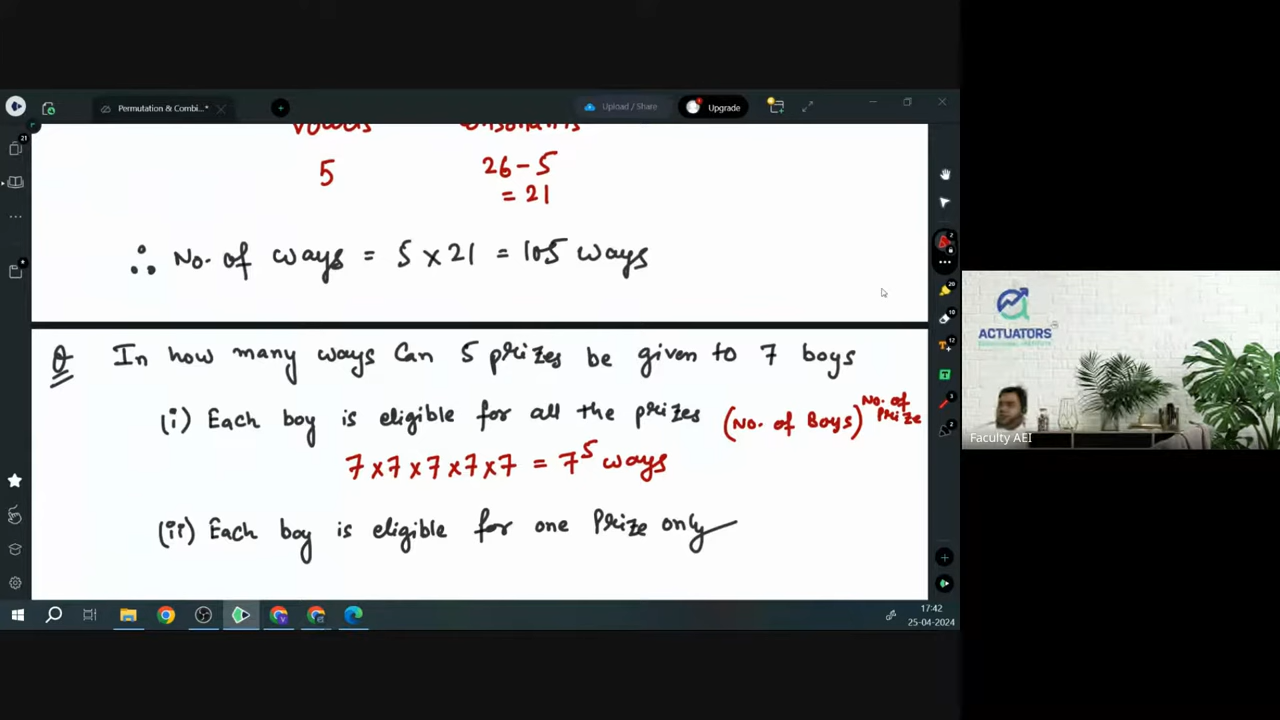 Permutation & Combi...*
Upload / Share
Upgrade
Vowels Consonants
5 26 - 5
= 21
∴ No. of ways = 5 × 21 = 105 ways
Q In how many ways can 5 prizes be given to 7 boys
(i) Each boy is eligible for all the prizes (No. of Boys)^No. of Prize
7 × 7 × 7 × 7 × 7 = 7^5 ways
(ii) Each boy is eligible for one Prize only
ACTUATORS
Faculty AEI
17:42
25-04-2024